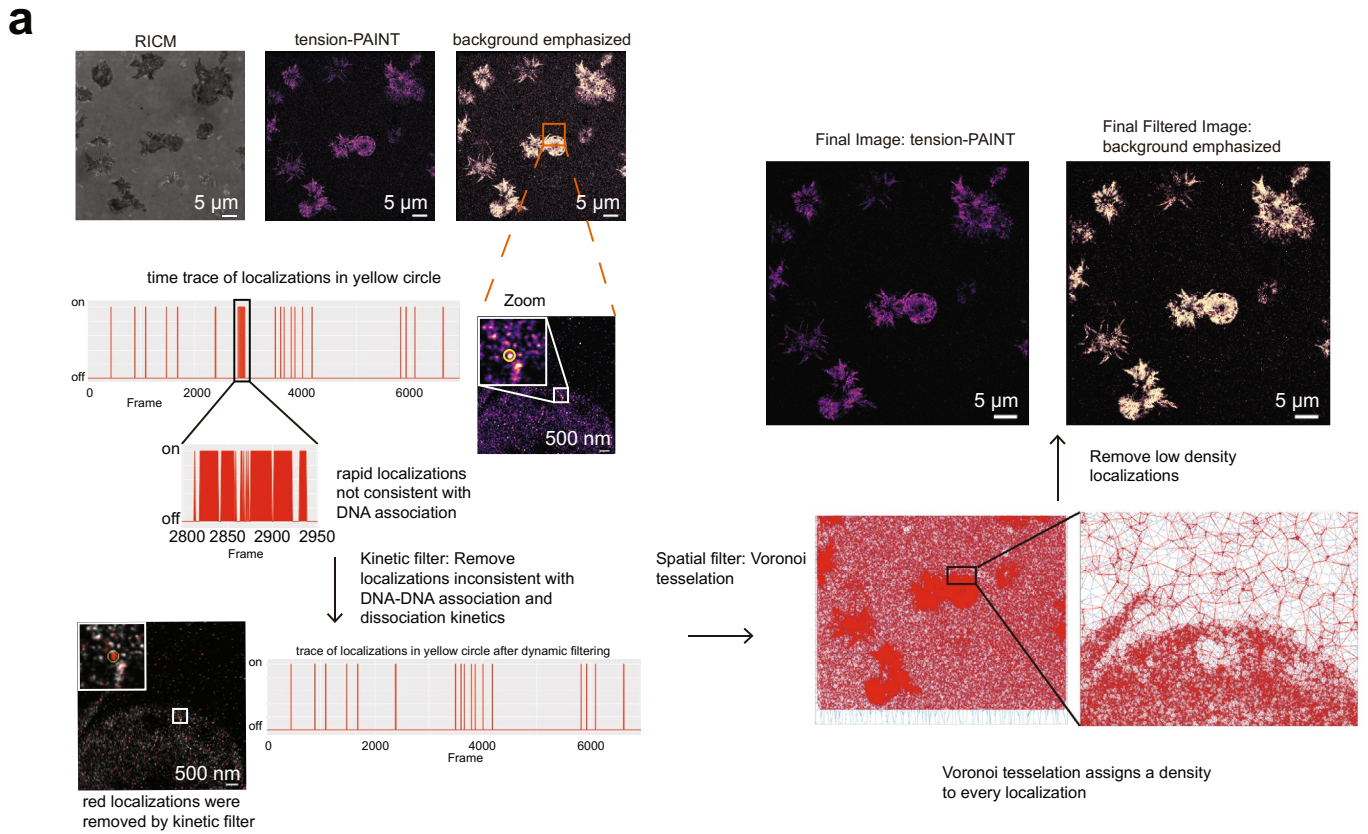 a
RICM
tension-PAINT
background emphasized
5 µm
5 µm
5 µm
time trace of localizations in yellow circle
on
off
0
2000
4000
6000
Frame
Zoom
500 nm
on
off
2800 2850 2900 2950
Frame
rapid localizations
not consistent with
DNA association
Kinetic filter: Remove
localizations inconsistent with
DNA-DNA association and
dissociation kinetics
500 nm
red localizations were
removed by kinetic filter
trace of localizations in yellow circle after dynamic filtering
on
off
0
2000
4000
6000
Frame
Spatial filter: Voronoi
tesselation
Voronoi tesselation assigns a density
to every localization
Remove low density
localizations
Final Image: tension-PAINT
5 µm
Final Filtered Image:
background emphasized
5 µm